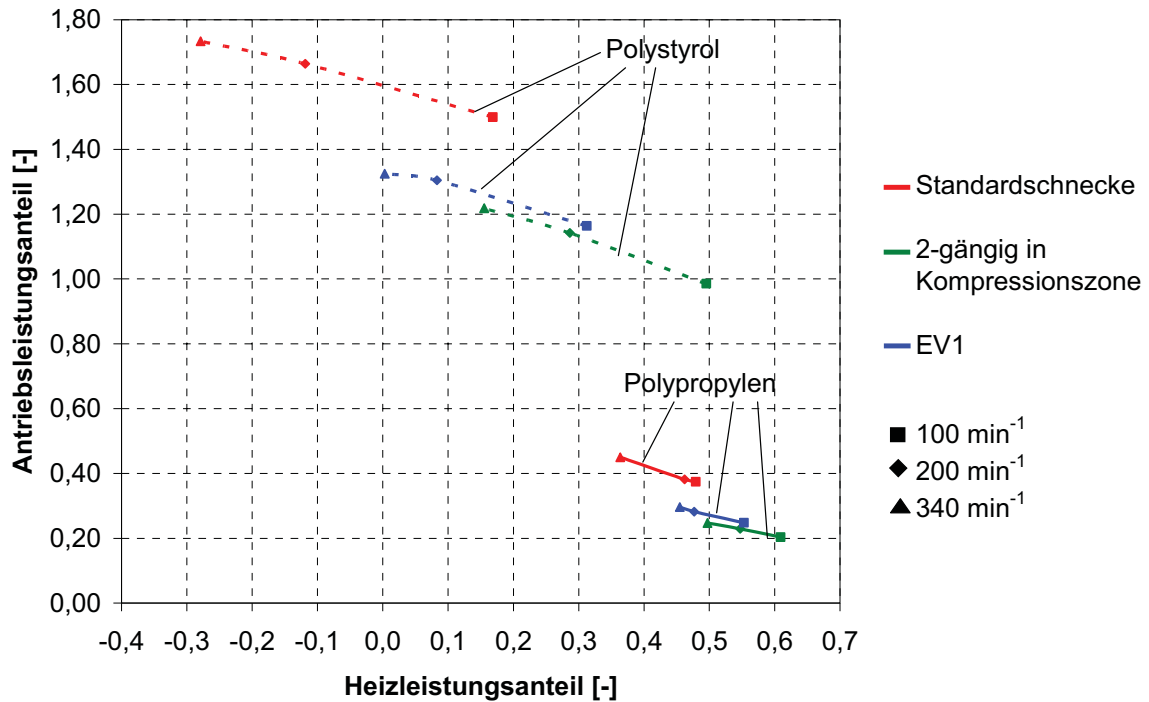 1,80
1,60
1,40
1,20
1,00
0,80
0,60
0,40
0,20
0,00
Antriebsleistungsanteil [-]
-0,4 -0,3 -0,2 -0,1 0,0 0,1 0,2 0,3 0,4 0,5 0,6 0,7
Heizleistungsanteil [-]
Polystyrol
Polypropylen
Standardschnecke
2-gängig in
Kompressionszone
EV1
100 min⁻¹
200 min⁻¹
340 min⁻¹